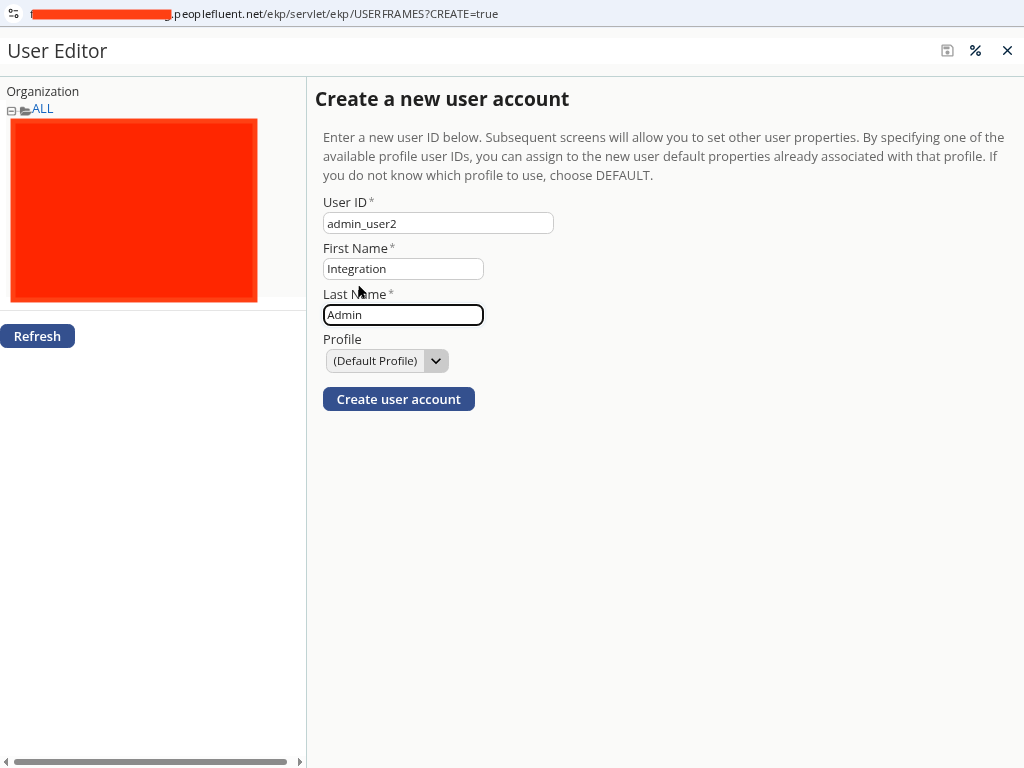 .peoplefluent.net/ekp/servlet/ekp/USERFRAMES?CREATE=true
User Editor
Organization
ALL
Refresh
Create a new user account
Enter a new user ID below. Subsequent screens will allow you to set other user properties. By specifying one of the
available profile user IDs, you can assign to the new user default properties already associated with that profile. If
you do not know which profile to use, choose DEFAULT.
User ID*
admin_user2
First Name*
Integration
Last Name*
Admin
Profile
(Default Profile)
Create user account